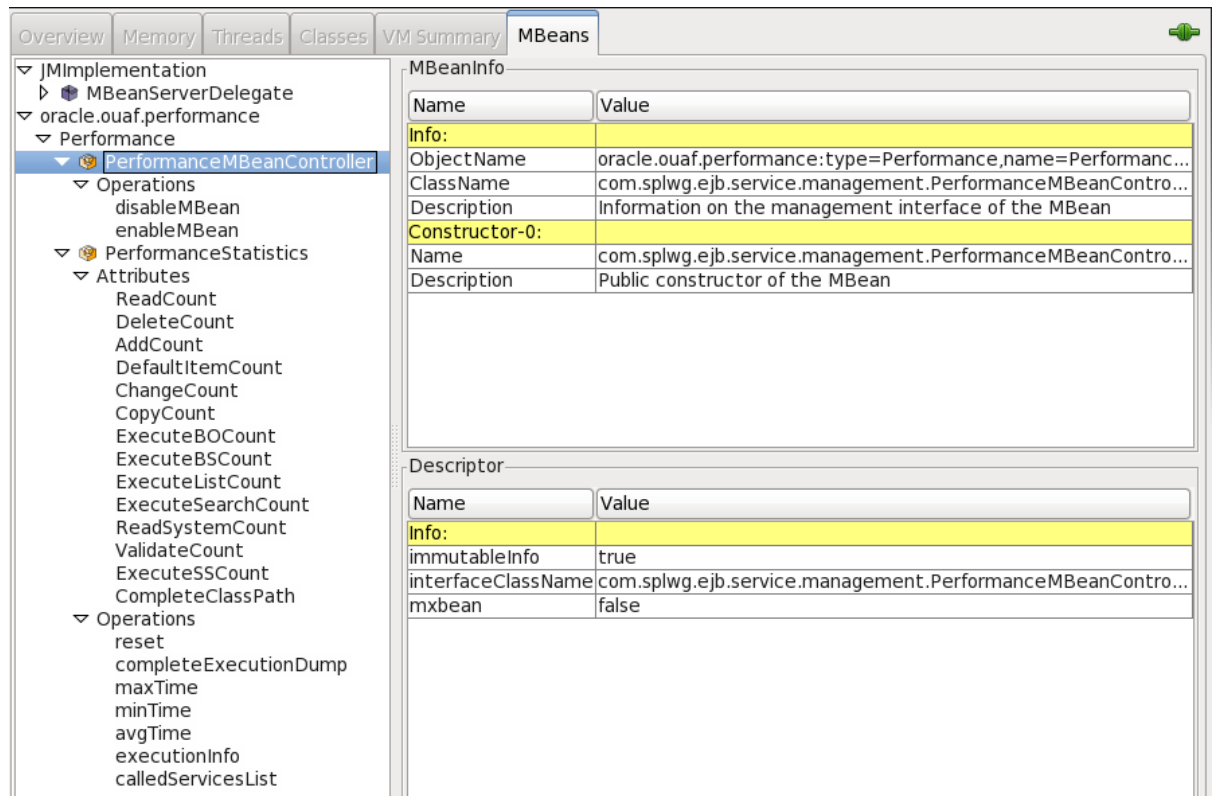 Overview Memory Threads Classes VM Summary MBeans
JMImplementation
MBeanServerDelegate
oracle.ouaf.performance
Performance
PerformanceMBeanController
Operations
disableMBean
enableMBean
PerformanceStatistics
Attributes
ReadCount
DeleteCount
AddCount
DefaultItemCount
ChangeCount
CopyCount
ExecuteBOCount
ExecuteBSCount
ExecuteListCount
ExecuteSearchCount
ReadSystemCount
ValidateCount
ExecuteSSCount
CompleteClassPath
Operations
reset
completeExecutionDump
maxTime
minTime
avgTime
executionInfo
calledServicesList
MBeanInfo
Name Value
Info:
ObjectName oracle.ouaf.performance:type=Performance,name=Performanc...
ClassName com.splwg.ejb.service.management.PerformanceMBeanContro...
Description Information on the management interface of the MBean
Constructor-0:
Name com.splwg.ejb.service.management.PerformanceMBeanContro...
Description Public constructor of the MBean
Descriptor
Name Value
Info:
immutableInfo true
interfaceClassName com.splwg.ejb.service.management.PerformanceMBeanContro...
mxbean false